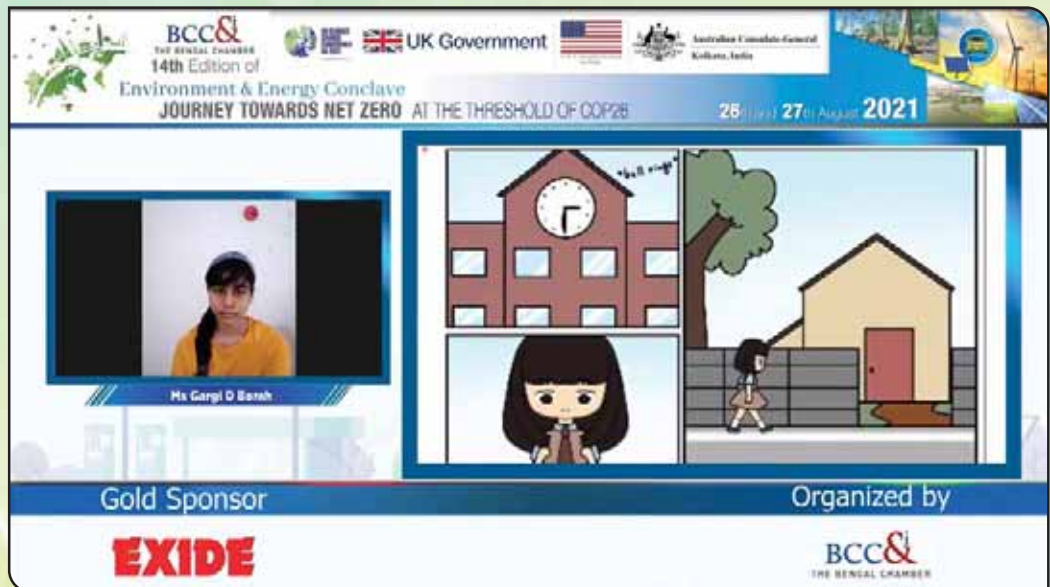 BCC&I
THE BENGAL CHAMBER
14th Edition of
Environment & Energy Conclave
JOURNEY TOWARDS NET ZERO AT THE THRESHOLD OF COP26
UK Government
Australian Consulate-General
Kolkata, India
26th and 27th August 2021
*bell rings*
Ms Gargi D Borah
Gold Sponsor
EXIDE
Organized by
BCC&I
THE BENGAL CHAMBER